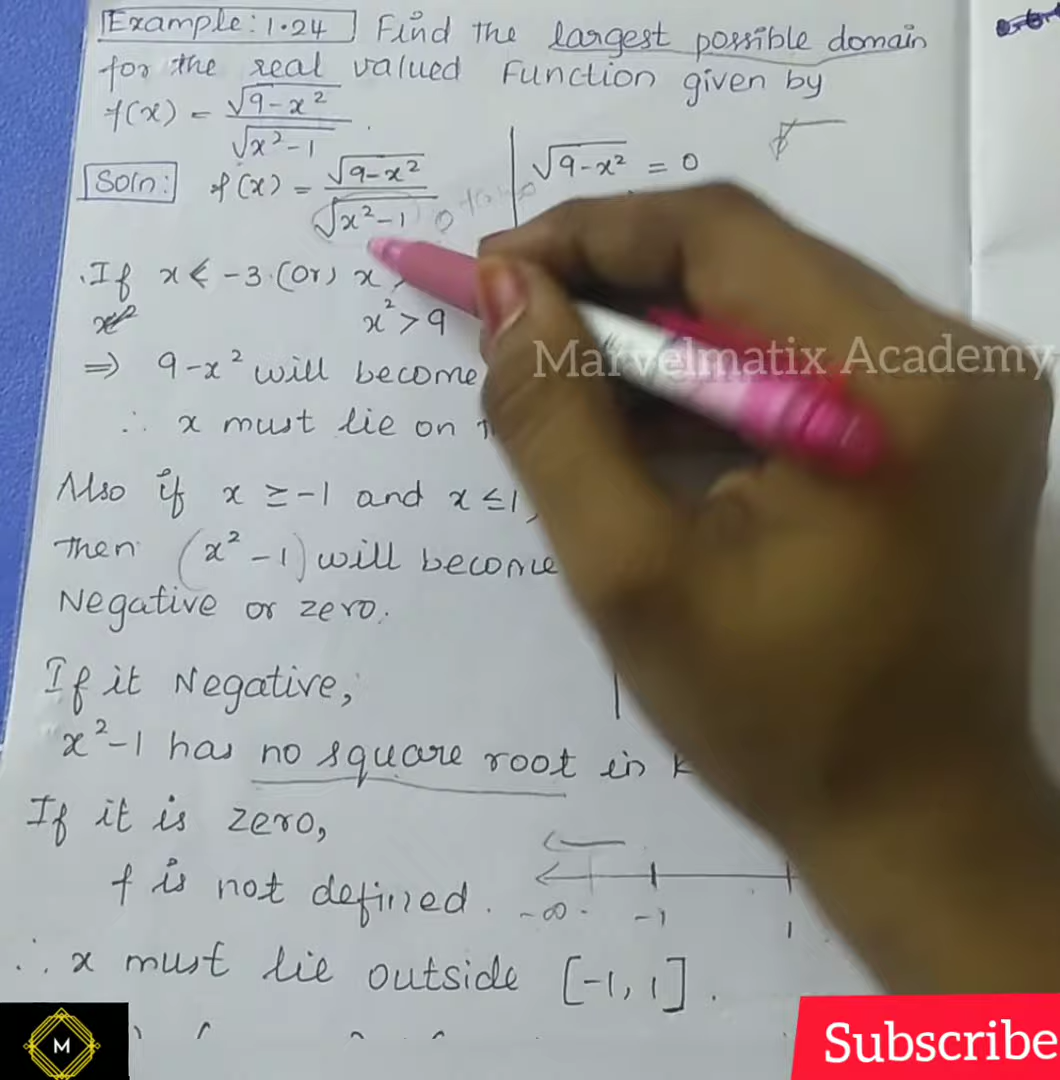 Example: 1.24 Find the largest possible domain
for the real valued Function given by
f(x) = √9-x² / √x²-1
Soln: f(x) = √9-x² / √x²-1
√9-x² = 0
If x < -3 (or) x
x² > 9
⇒ 9-x² will become
∴ x must lie on
Also if x ≥ -1 and x ≤ 1,
then (x² - 1) will become
Negative or zero.
If it Negative,
x²-1 has no square root in
If it is zero,
f is not defined.
-∞ -1 1
∴ x must lie outside [-1, 1].
Marvelmatix Academy
M
Subscribe